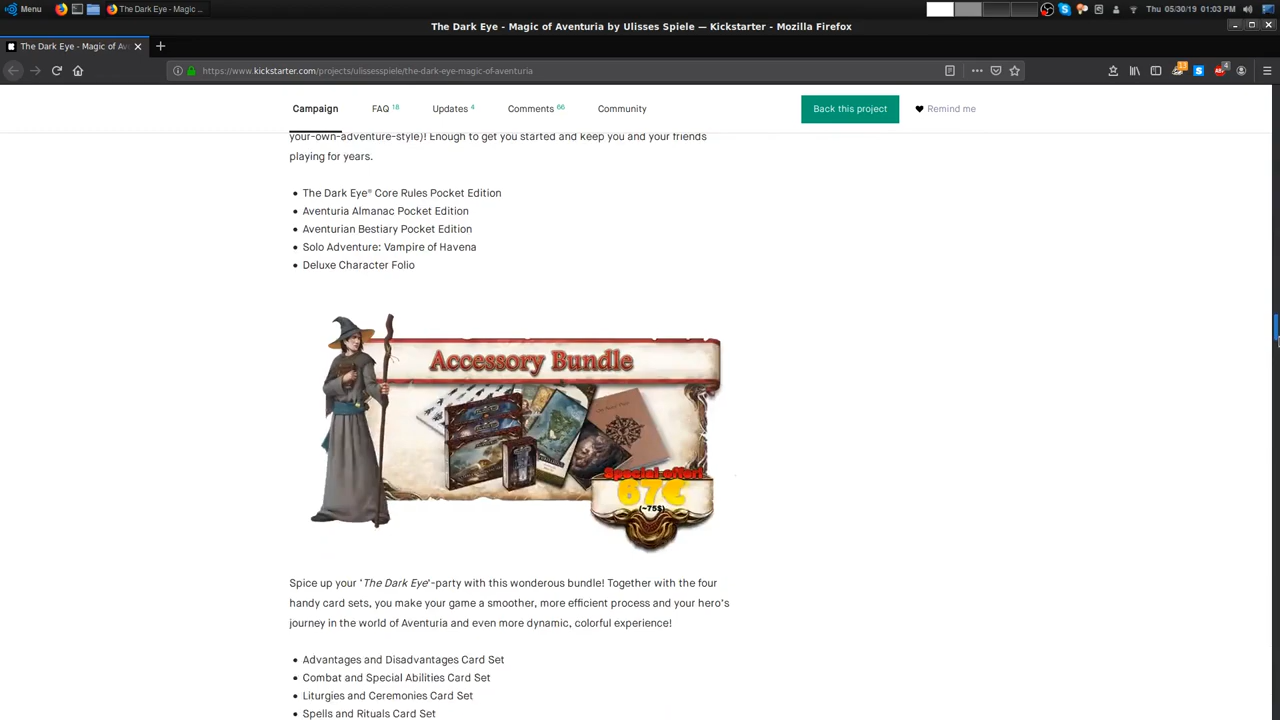 Menu
The Dark Eye - Magic ...
Thu 05/30/19 01:03 PM
The Dark Eye - Magic of Aventuria by Ulisses Spiele — Kickstarter - Mozilla Firefox
The Dark Eye - Magic of Av
https://www.kickstarter.com/projects/ulissesspiele/the-dark-eye-magic-of-aventuria
Campaign FAQ 18 Updates 4 Comments 66 Community Back this project Remind me
your-own-adventure-style)! Enough to get you started and keep you and your friends
playing for years.
• The Dark Eye® Core Rules Pocket Edition
• Aventuria Almanac Pocket Edition
• Aventurian Bestiary Pocket Edition
• Solo Adventure: Vampire of Havena
• Deluxe Character Folio
Accessory Bundle
Special offer!
67€
(~75$)
Spice up your 'The Dark Eye'-party with this wonderous bundle! Together with the four
handy card sets, you make your game a smoother, more efficient process and your hero's
journey in the world of Aventuria and even more dynamic, colorful experience!
• Advantages and Disadvantages Card Set
• Combat and Special Abilities Card Set
• Liturgies and Ceremonies Card Set
• Spells and Rituals Card Set